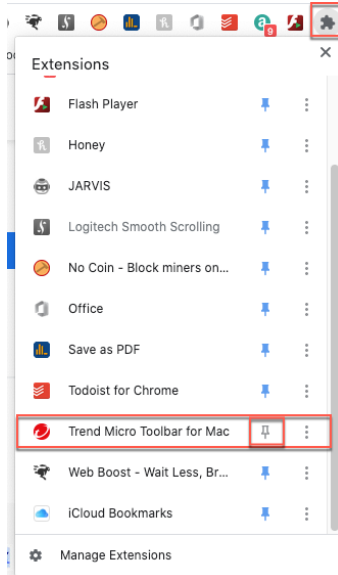 9
Extensions
Flash Player
Honey
JARVIS
Logitech Smooth Scrolling
No Coin - Block miners on...
Office
Save as PDF
Todoist for Chrome
Trend Micro Toolbar for Mac
Web Boost - Wait Less, Br...
iCloud Bookmarks
Manage Extensions